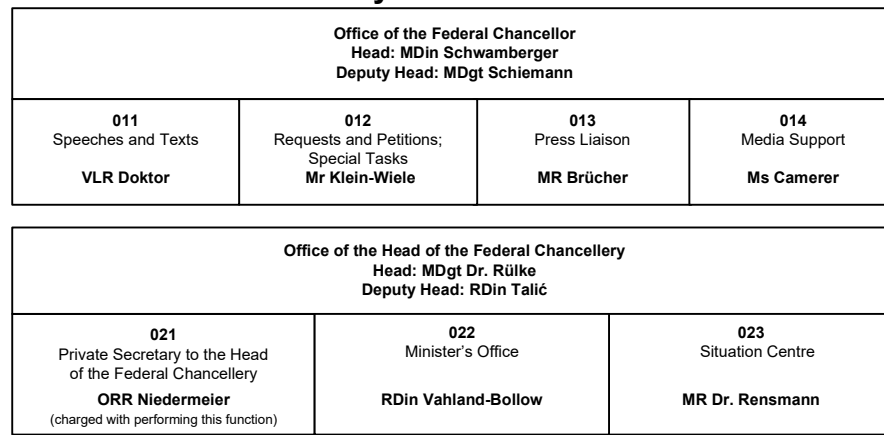 Office of the Federal Chancellor
Head: MDin Schwamberger
Deputy Head: MDgt Schiemann
011
Speeches and Texts
VLR Doktor
012
Requests and Petitions;
Special Tasks
Mr Klein-Wiele
013
Press Liaison
MR Brücher
014
Media Support
Ms Camerer
Office of the Head of the Federal Chancellery
Head: MDgt Dr. Rülke
Deputy Head: RDin Talić
021
Private Secretary to the Head
of the Federal Chancellery
ORR Niedermeier
(charged with performing this function)
022
Minister’s Office
RDin Vahland-Bollow
023
Situation Centre
MR Dr. Rensmann